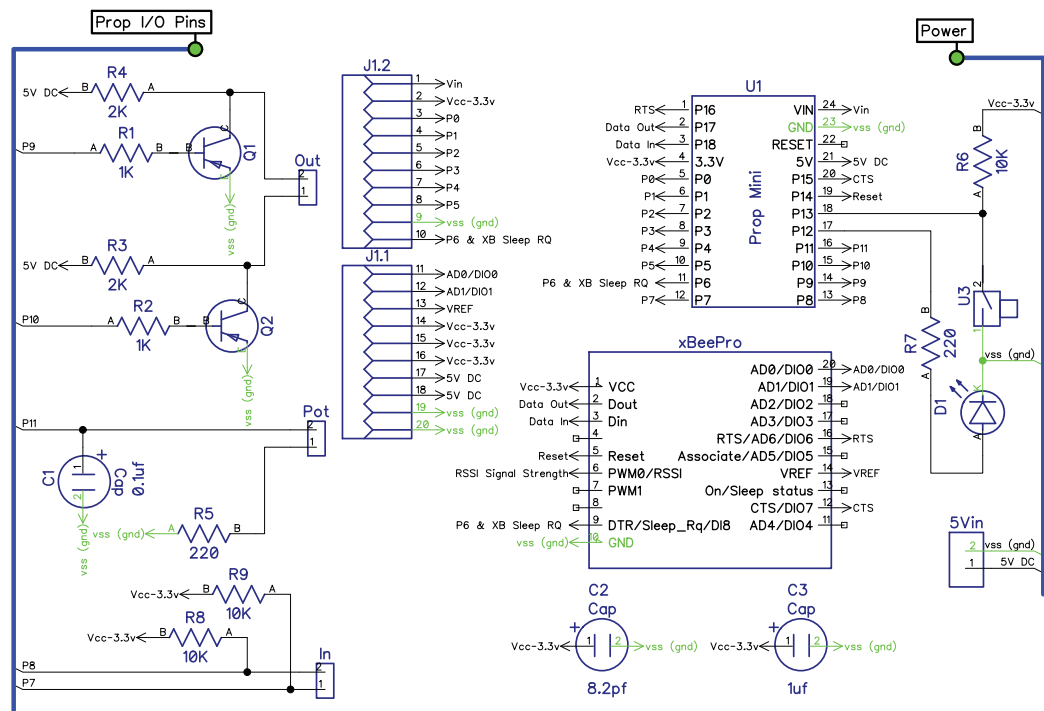 Prop I/O Pins
Power
R4
5V DC
B
A
2K
R1
P9
A
B
B
1K
C
Q1
E
vss (gnd)
Out
2
1
R3
5V DC
B
A
2K
R2
P10
A
B
B
1K
C
Q2
E
vss (gnd)
P11
Pot
2
1
C1
1
+
2
Cap
0.1uf
vss (gnd)
R5
vss (gnd)
A
B
220
R9
Vcc-3.3v
B
A
10K
R8
Vcc-3.3v
B
A
10K
P8
P7
In
2
1
J1.2
1 Vin
2 Vcc-3.3v
3 P0
4 P1
5 P2
6 P3
7 P4
8 P5
9 vss (gnd)
10 P6 & XB Sleep RQ
J1.1
11 AD0/DIO0
12 AD1/DIO1
13 VREF
14 Vcc-3.3v
15 Vcc-3.3v
16 Vcc-3.3v
17 5V DC
18 5V DC
19 vss (gnd)
20 vss (gnd)
U1
Prop Mini
RTS 1 P16
Data Out 2 P17
Data In 3 P18
Vcc-3.3v 4 3.3V
P0 5 P0
P1 6 P1
P2 7 P2
P3 8 P3
P4 9 P4
P5 10 P5
P6 & XB Sleep RQ 11 P6
P7 12 P7
VIN 24 Vin
GND 23 vss (gnd)
RESET 22
5V 21 5V DC
P15 20 CTS
P14 19 Reset
P13 18
P12 17
P11 16 P11
P10 15 P10
P9 14 P9
P8 13 P8
xBeePro
Vcc-3.3v 1 VCC
Data Out 2 Dout
Data In 3 Din
4
Reset 5 Reset
RSSI Signal Strength 6 PWM0/RSSI
7 PWM1
8
P6 & XB Sleep RQ 9 DTR/Sleep_Rq/DI8
vss (gnd) 10 GND
AD0/DIO0 20 AD0/DIO0
AD1/DIO1 19 AD1/DIO1
AD2/DIO2 18
AD3/DIO3 17
RTS/AD6/DIO6 16 RTS
Associate/AD5/DIO5 15
VREF 14 VREF
On/Sleep status 13
CTS/DIO7 12 CTS
AD4/DIO4 11
C2
Cap
+
Vcc-3.3v 1 2 vss (gnd)
8.2pf
C3
Cap
+
Vcc-3.3v 1 2 vss (gnd)
1uf
Vcc-3.3v
B
R6
10K
A
U3
2
1
B
R7
220
A
vss (gnd)
K
D1
A
5Vin
2 vss (gnd)
1 5V DC